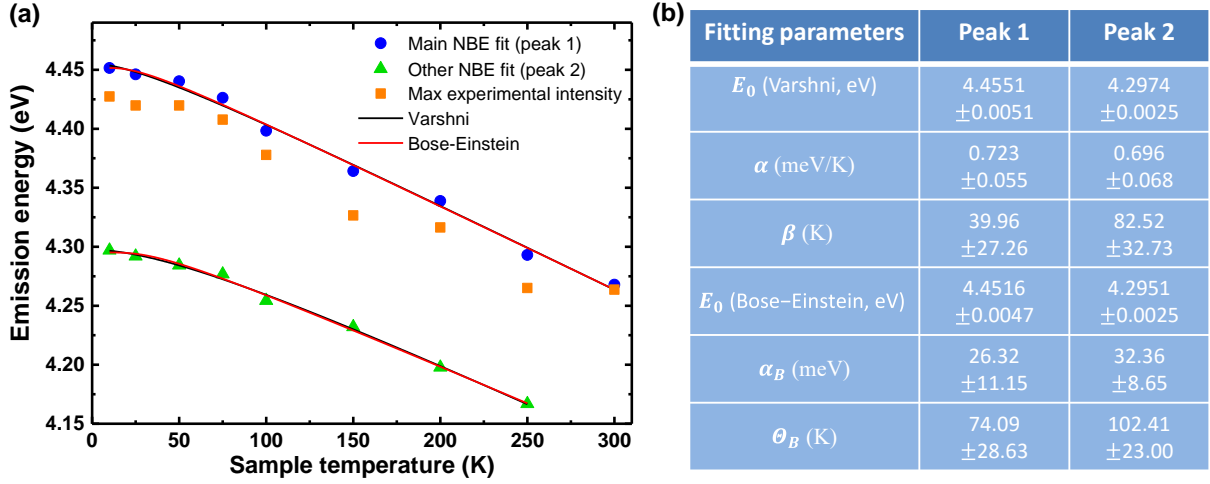 (a)
Main NBE fit (peak 1)
Other NBE fit (peak 2)
Max experimental intensity
Varshni
Bose-Einstein
Emission energy (eV)
4.45
4.40
4.35
4.30
4.25
4.20
4.15
0 50 100 150 200 250 300
Sample temperature (K)
(b)
Fitting parameters Peak 1 Peak 2
E₀ (Varshni, eV) 4.4551 4.2974
±0.0051 ±0.0025
α (meV/K) 0.723 0.696
±0.055 ±0.068
β (K) 39.96 82.52
±27.26 ±32.73
E₀ (Bose–Einstein, eV) 4.4516 4.2951
±0.0047 ±0.0025
α_B (meV) 26.32 32.36
±11.15 ±8.65
Θ_B (K) 74.09 102.41
±28.63 ±23.00